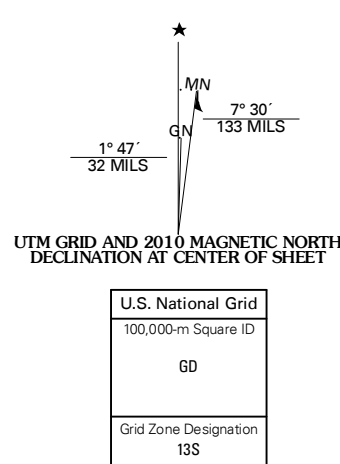 ★
MN
7° 30´
133 MILS
GN
1° 47´
32 MILS
UTM GRID AND 2010 MAGNETIC NORTH
DECLINATION AT CENTER OF SHEET
U.S. National Grid
100,000-m Square ID
GD
Grid Zone Designation
13S